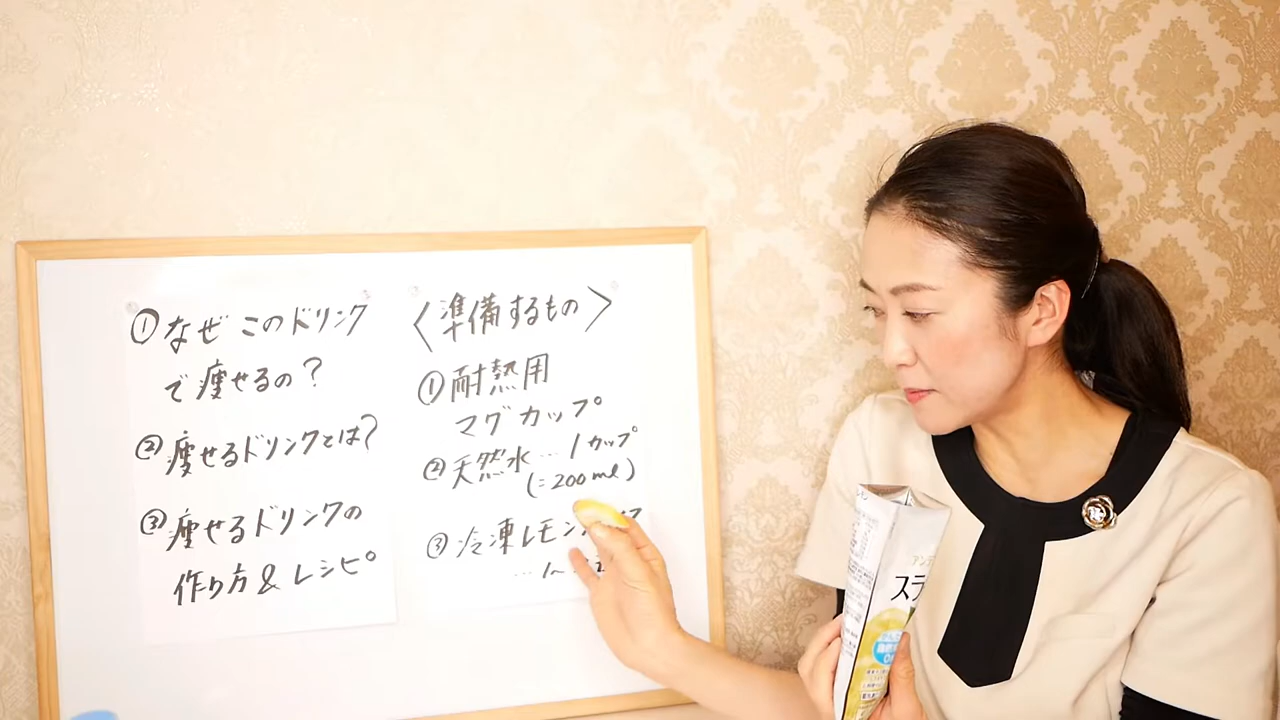 ①なぜこのドリンク
で痩せるの?
②痩せるドリンクとは?
③痩せるドリンクの
作り方&レシピ
〈準備するもの〉
①耐熱用
マグカップ
②天然水…1カップ
(=200ml)
③冷凍レモン
…1~
スラ